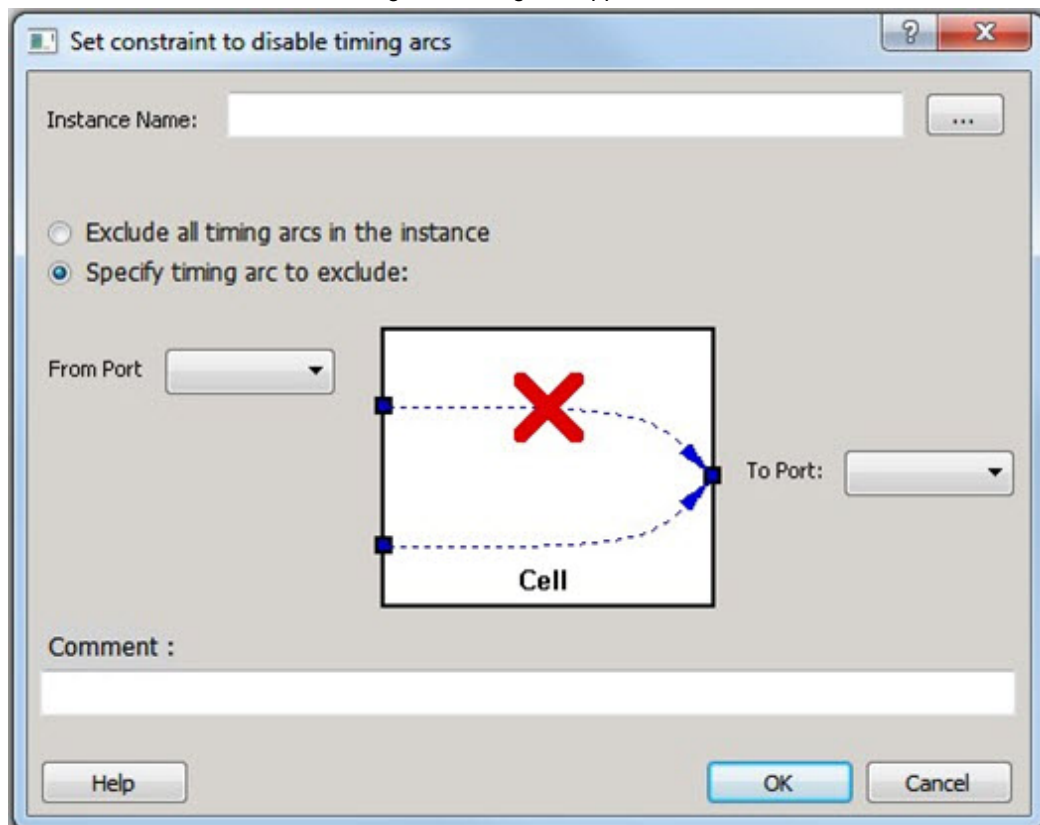 Set constraint to disable timing arcs
?
Instance Name:
...
Exclude all timing arcs in the instance
Specify timing arc to exclude:
From Port
To Port:
Cell
Comment :
Help
OK
Cancel